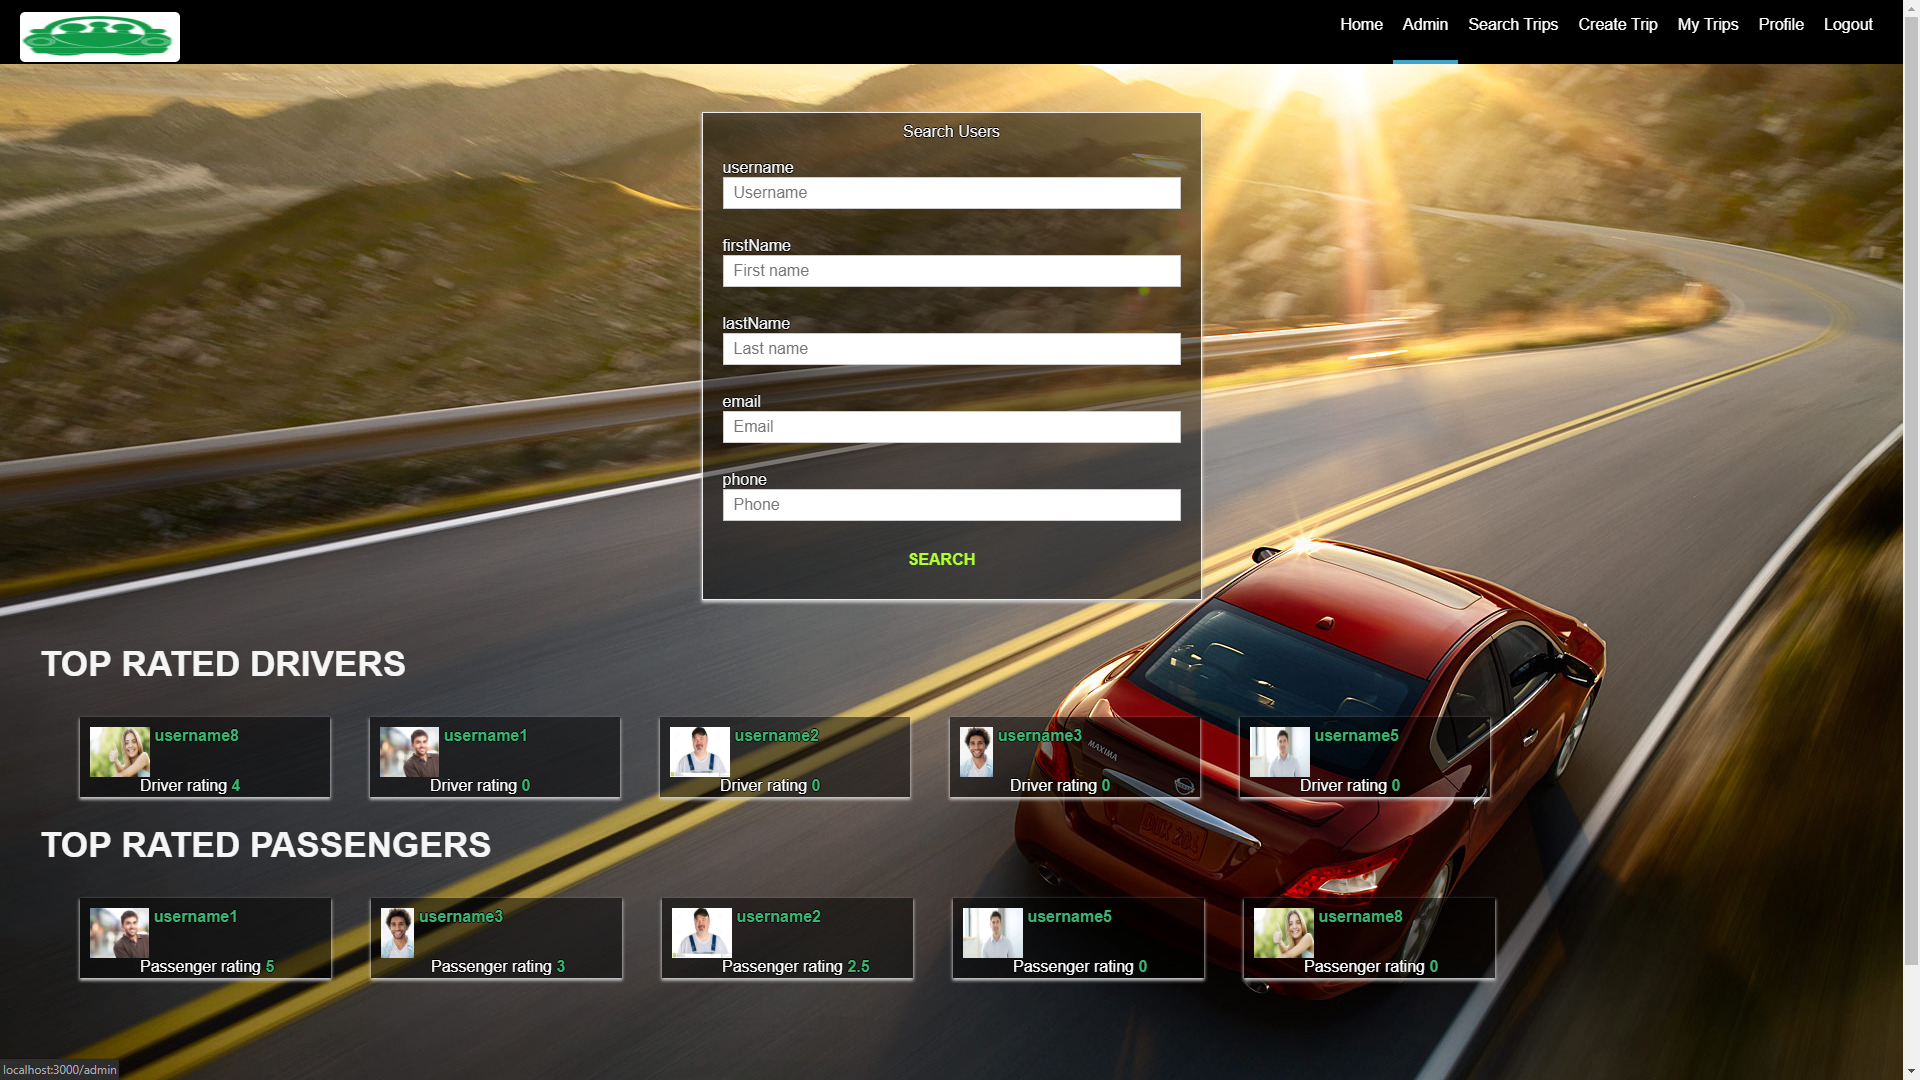 Home Admin Search Trips Create Trip My Trips Profile Logout
Search Users
username
Username
firstName
First name
lastName
Last name
email
Email
phone
Phone
SEARCH
TOP RATED DRIVERS
username8
Driver rating 4
username1
Driver rating 0
username2
Driver rating 0
username3
Driver rating 0
username5
Driver rating 0
MAXIMA
TOP RATED PASSENGERS
username1
Passenger rating 5
username3
Passenger rating 3
username2
Passenger rating 2.5
username5
Passenger rating 0
username8
Passenger rating 0
localhost:3000/admin